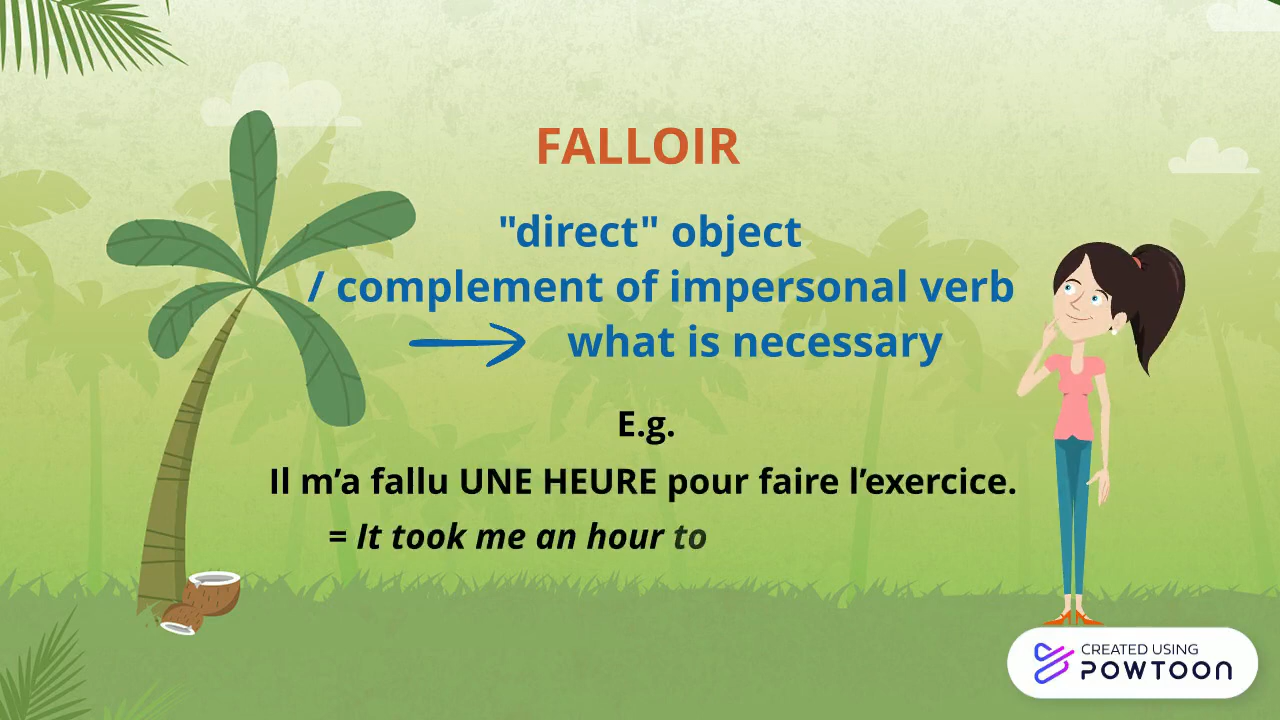 FALLOIR
"direct" object
/ complement of impersonal verb
what is necessary
E.g.
Il m’a fallu UNE HEURE pour faire l’exercice.
= It took me an hour to
CREATED USING
POWTOON